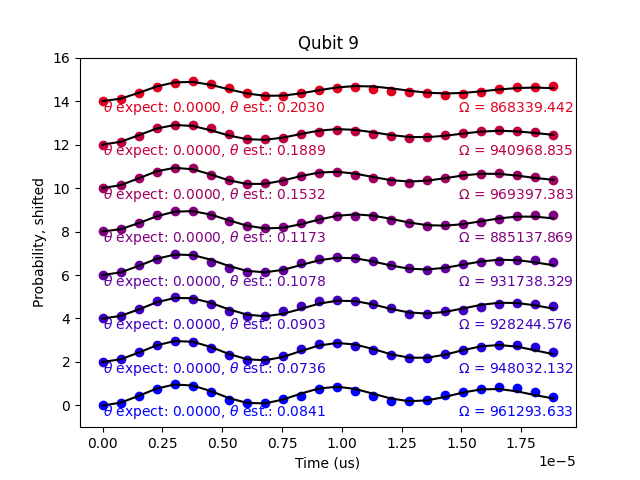 Qubit 9
16
14
θ expect: 0.0000, θ est.: 0.2030 Ω = 868339.442
12
θ expect: 0.0000, θ est.: 0.1889 Ω = 940968.835
10
θ expect: 0.0000, θ est.: 0.1532 Ω = 969397.383
8
θ expect: 0.0000, θ est.: 0.1173 Ω = 885137.869
6
θ expect: 0.0000, θ est.: 0.1078 Ω = 931738.329
4
θ expect: 0.0000, θ est.: 0.0903 Ω = 928244.576
2
θ expect: 0.0000, θ est.: 0.0736 Ω = 948032.132
0
θ expect: 0.0000, θ est.: 0.0841 Ω = 961293.633
Probability, shifted
0.00 0.25 0.50 0.75 1.00 1.25 1.50 1.75
1e−5
Time (us)